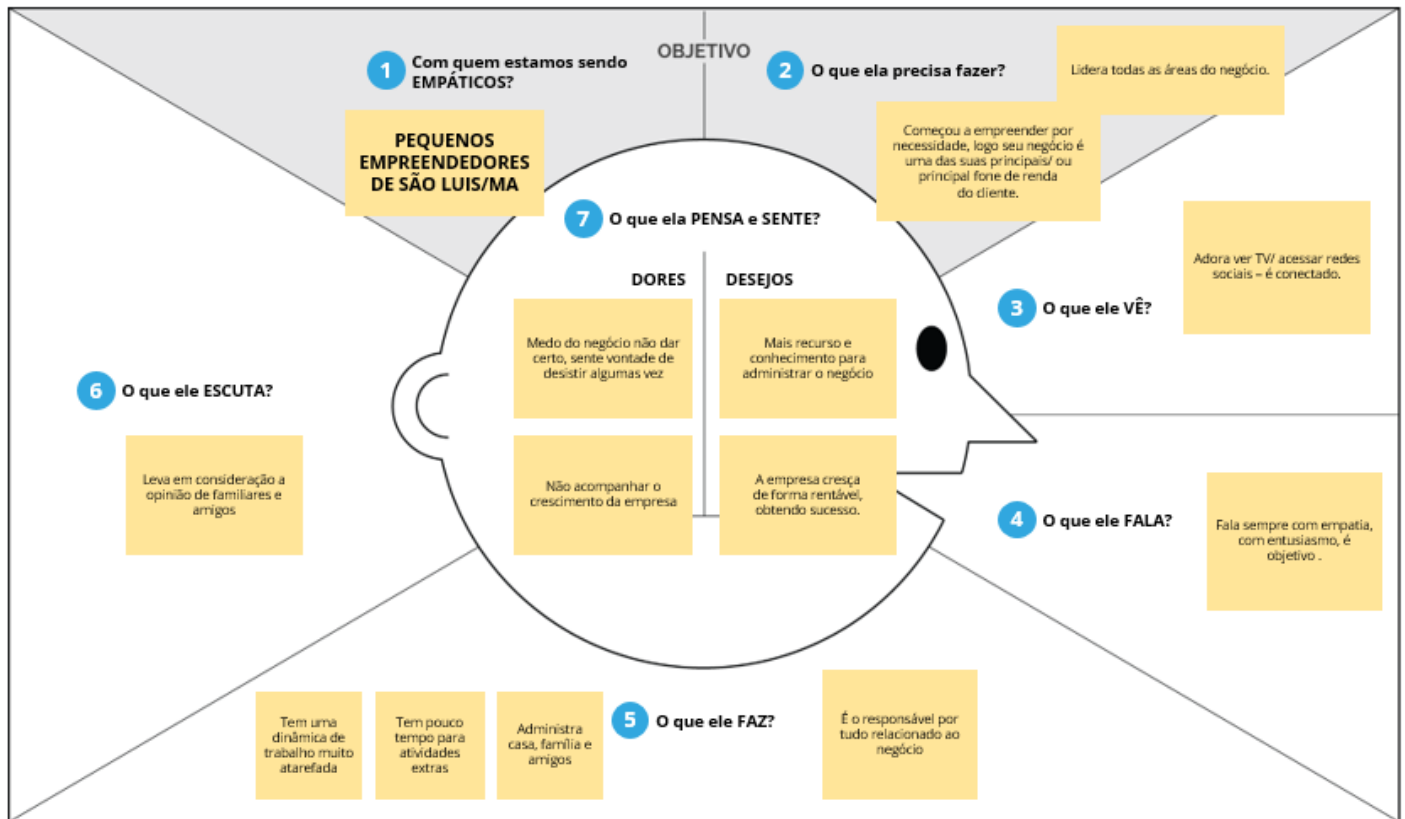 OBJETIVO
1
Com quem estamos sendo
EMPÁTICOS?
PEQUENOS
EMPREENDEDORES
DE SÃO LUIS/MA
2
O que ela precisa fazer?
Lidera todas as áreas do negócio.
Começou a empreender por
necessidade, logo seu negócio é
uma das suas principais/ ou
principal fone de renda
do cliente.
3
O que ele VÊ?
Adora ver TV/ acessar redes
sociais – é conectado.
4
O que ele FALA?
Fala sempre com empatia,
com entusiasmo, é
objetivo .
5
O que ele FAZ?
Tem uma
dinâmica de
trabalho muito
atarefada
Tem pouco
tempo para
atividades
extras
Administra
casa, família e
amigos
É o responsável por
tudo relacionado ao
negócio
6
O que ele ESCUTA?
Leva em consideração a
opinião de familiares e
amigos
7
O que ela PENSA e SENTE?
DORES
Medo do negócio não dar
certo, sente vontade de
desistir algumas vez
Não acompanhar o
crescimento da empresa
DESEJOS
Mais recurso e
conhecimento para
administrar o negócio
A empresa cresça
de forma rentável,
obtendo sucesso.